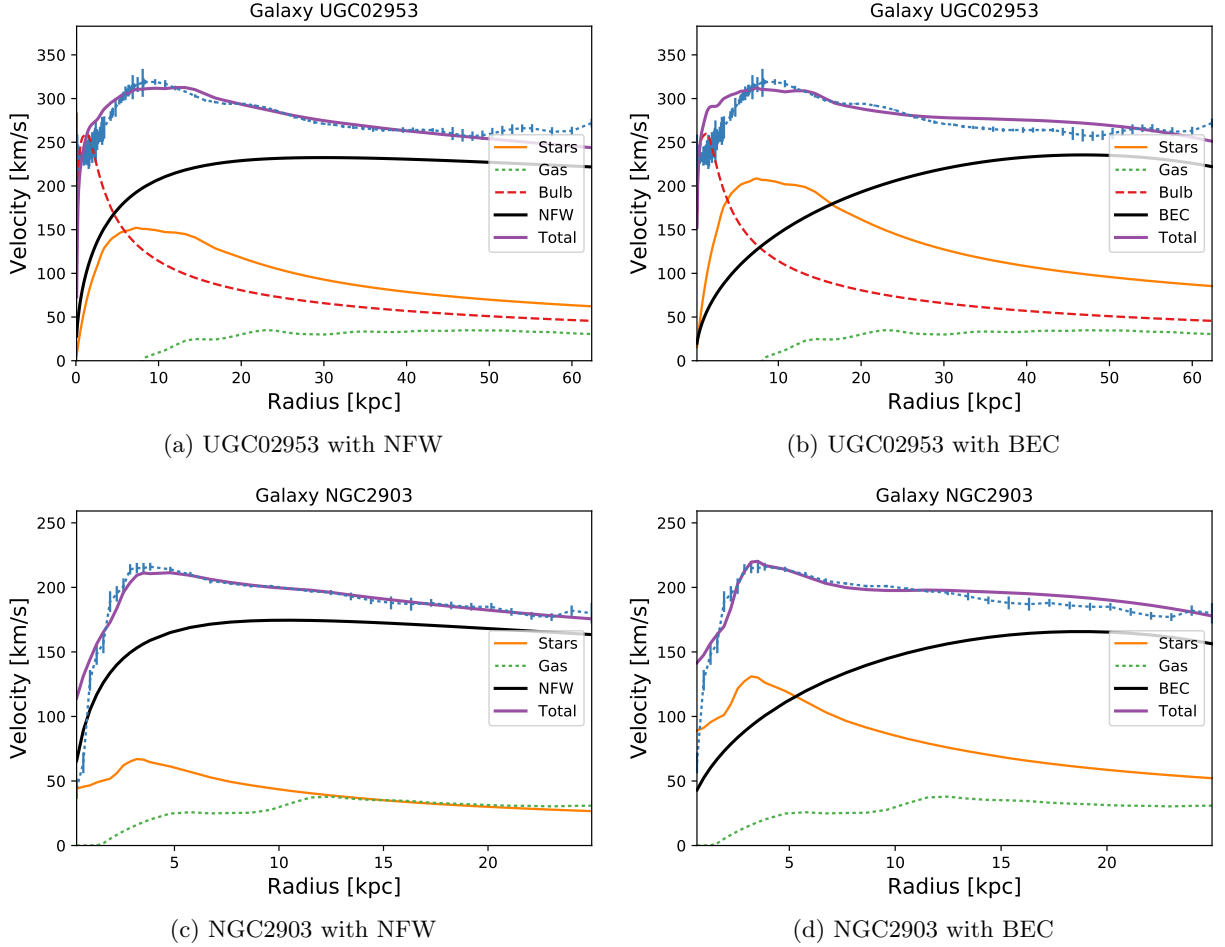 Galaxy UGC02953
Velocity [km/s]
350
300
250
200
150
100
50
0
Stars
Gas
Bulb
NFW
Total
0 10 20 30 40 50 60
Radius [kpc]
(a) UGC02953 with NFW
Galaxy UGC02953
Velocity [km/s]
350
300
250
200
150
100
50
0
Stars
Gas
Bulb
BEC
Total
10 20 30 40 50 60
Radius [kpc]
(b) UGC02953 with BEC
Galaxy NGC2903
Velocity [km/s]
250
200
150
100
50
0
Stars
Gas
NFW
Total
5 10 15 20
Radius [kpc]
(c) NGC2903 with NFW
Galaxy NGC2903
Velocity [km/s]
250
200
150
100
50
0
Stars
Gas
BEC
Total
5 10 15 20
Radius [kpc]
(d) NGC2903 with BEC